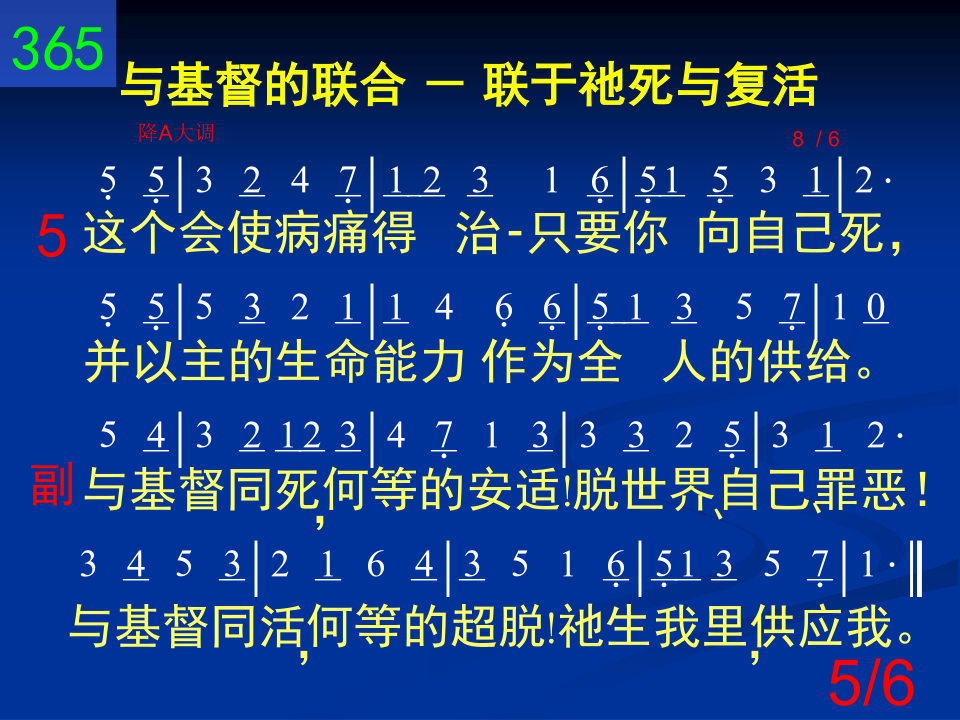 365
与基督的联合 － 联于祂死与复活
降A大调
8 / 6
5 5 | 3 2 4 7 | 1 2 3 1 6 | 5 1 5 3 1 | 2 ·
5 这个会使病痛得 治-只要你 向自己死，
5 5 | 5 3 2 1 | 1 4 6 6 | 5 1 3 5 7 | 1 0
并以主的生命能力 作为全 人的供给。
5 4 | 3 2 1 2 3 | 4 7 1 3 | 3 3 2 5 | 3 1 2 ·
副 与基督同死，何等的安适！脱世界、自己、罪恶！
3 4 5 3 | 2 1 6 4 | 3 5 1 6 | 5 1 3 5 7 | 1 · ||
与基督同活，何等的超脱！祂生我里，供应我。
5/6